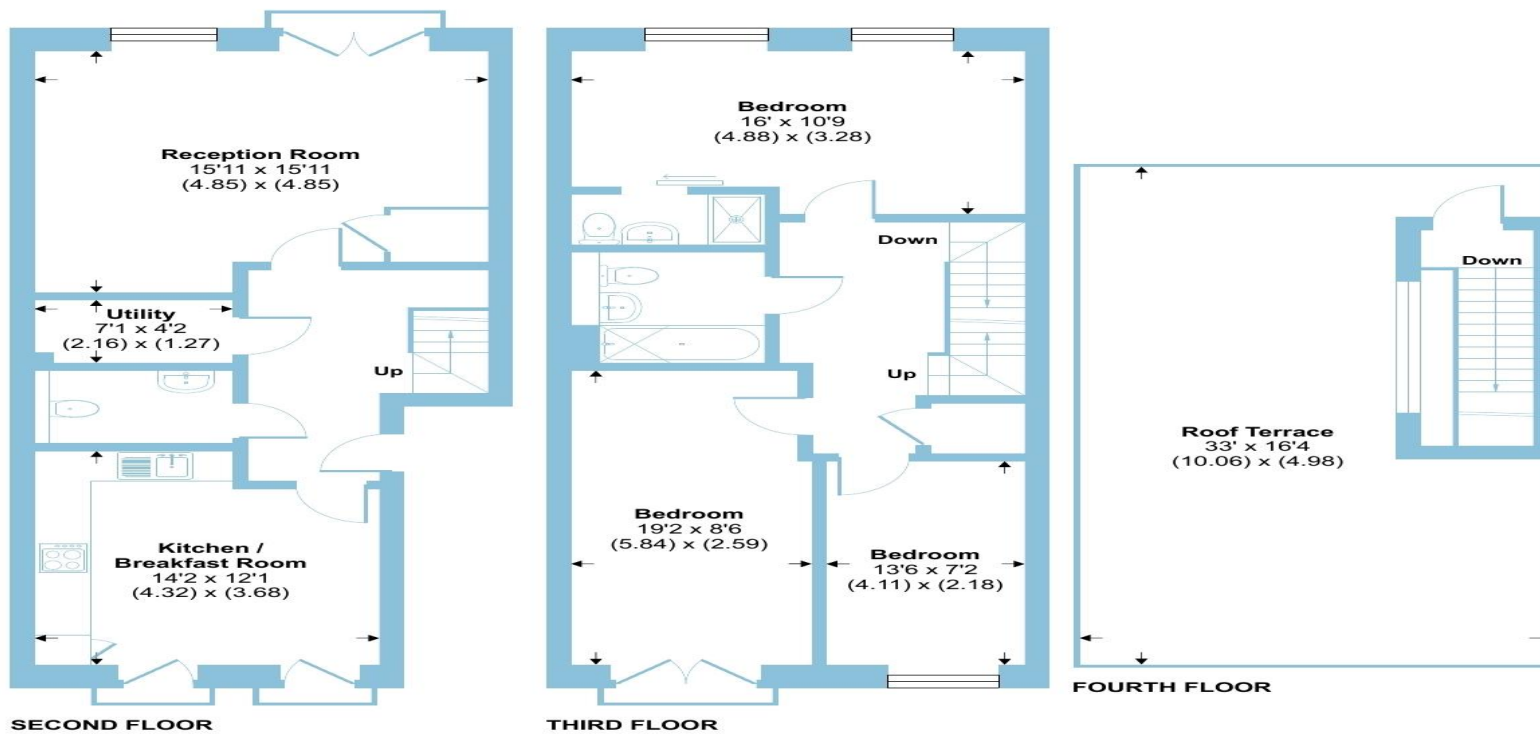 Reception Room
15'11 x 15'11
(4.85) x (4.85)
Utility
7'1 x 4'2
(2.16) x (1.27)
Up
Kitchen /
Breakfast Room
14'2 x 12'1
(4.32) x (3.68)
SECOND FLOOR
Bedroom
16' x 10'9
(4.88) x (3.28)
Down
Up
Bedroom
19'2 x 8'6
(5.84) x (2.59)
Bedroom
13'6 x 7'2
(4.11) x (2.18)
THIRD FLOOR
Down
Roof Terrace
33' x 16'4
(10.06) x (4.98)
FOURTH FLOOR